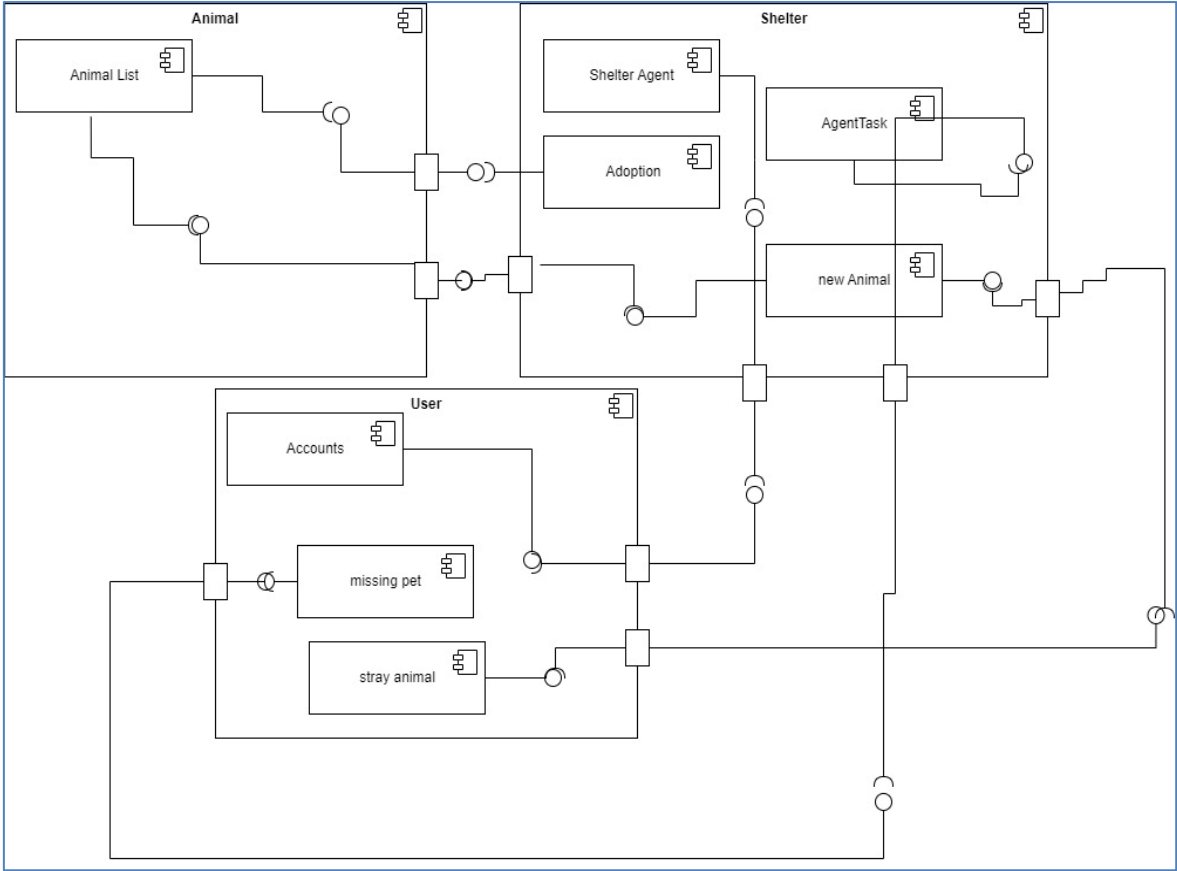 Animal
Shelter
Animal List
Shelter Agent
AgentTask
Adoption
new Animal
User
Accounts
missing pet
stray animal